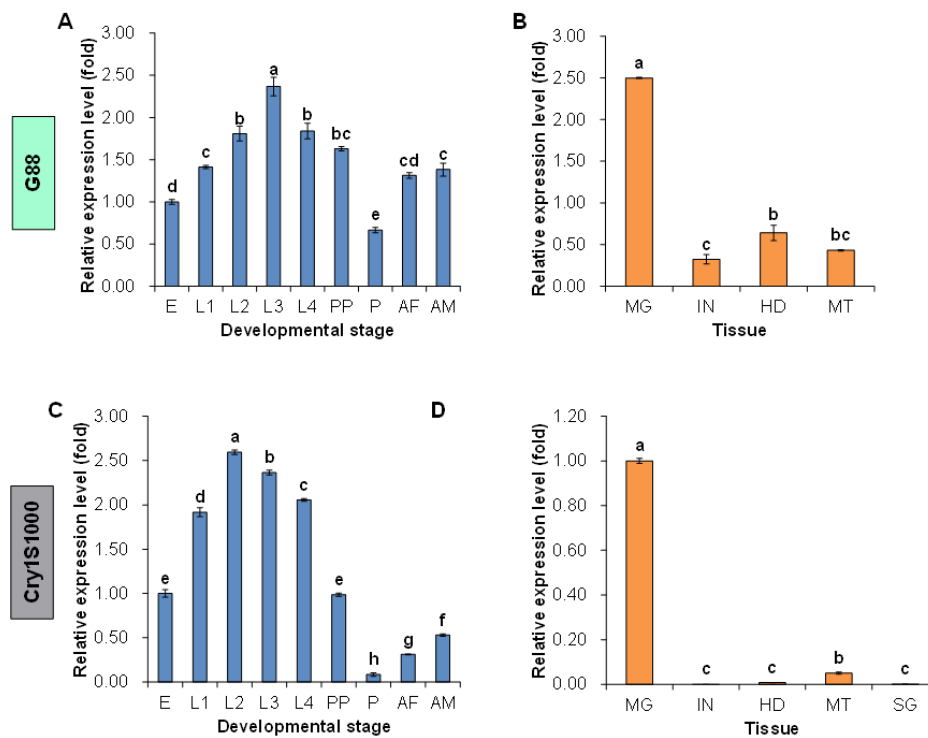 A
Relative expression level (fold)
3.00
2.50
2.00
1.50
1.00
0.50
0.00
d
c
b
a
b
bc
e
cd
c
E L1 L2 L3 L4 PP P AF AM
Developmental stage
B
Relative expression level (fold)
3.00
2.50
2.00
1.50
1.00
0.50
0.00
a
c
b
bc
MG IN HD MT
Tissue
G88
C
Relative expression level (fold)
3.00
2.50
2.00
1.50
1.00
0.50
0.00
e
d
a
b
c
e
h
g
f
E L1 L2 L3 L4 PP P AF AM
Developmental stage
D
Relative expression level (fold)
1.20
1.00
0.80
0.60
0.40
0.20
0.00
a
c
c
b
c
MG IN HD MT SG
Tissue
Cry1S1000